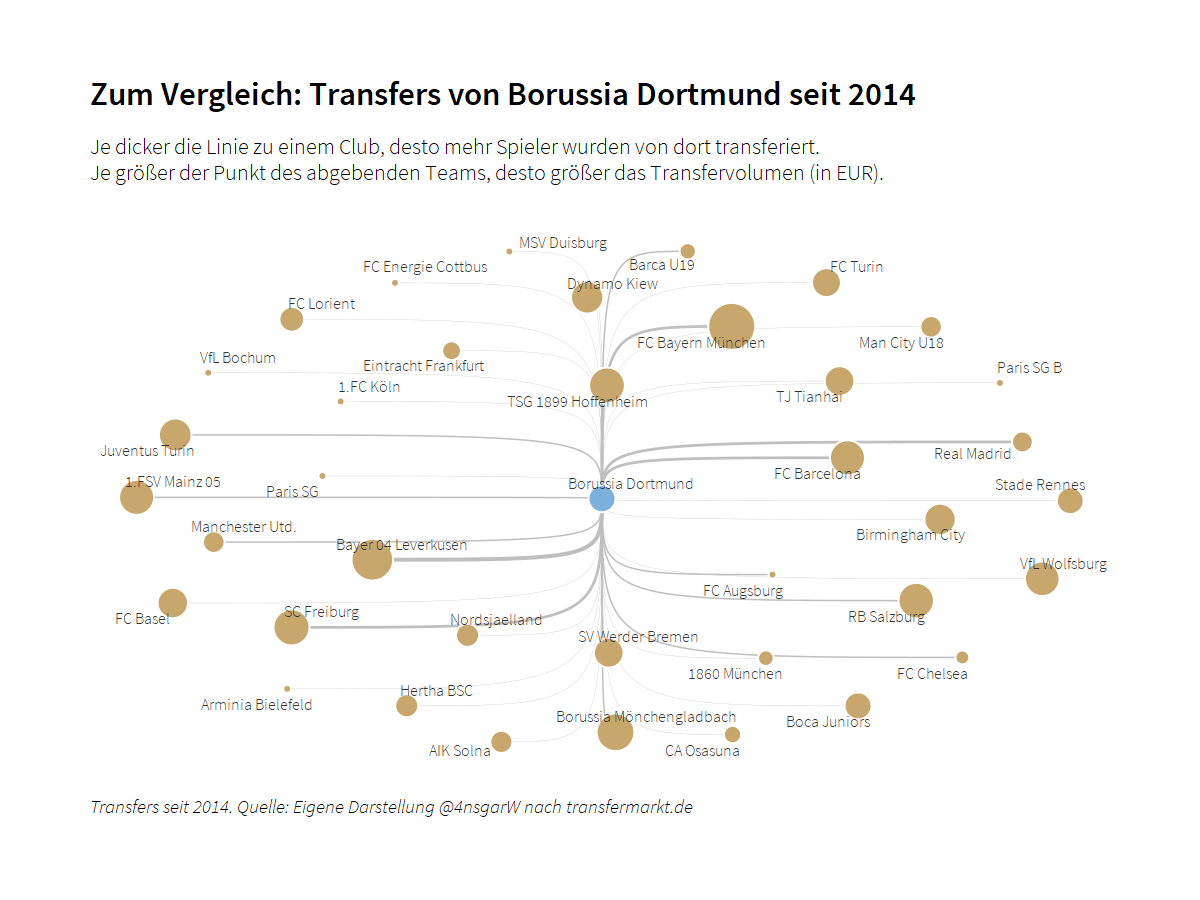 Zum Vergleich: Transfers von Borussia Dortmund seit 2014
Je dicker die Linie zu einem Club, desto mehr Spieler wurden von dort transferiert.
Je größer der Punkt des abgebenden Teams, desto größer das Transfervolumen (in EUR).
MSV Duisburg
Barca U19
FC Energie Cottbus
FC Turin
Dynamo Kiew
FC Lorient
FC Bayern München
Man City U18
VfL Bochum
Eintracht Frankfurt
Paris SG B
1.FC Köln
TSG 1899 Hoffenheim
TJ Tianhai
Juventus Turin
Real Madrid
FC Barcelona
1.FSV Mainz 05
Paris SG
Borussia Dortmund
Stade Rennes
Manchester Utd.
Birmingham City
Bayer 04 Leverkusen
VfL Wolfsburg
FC Augsburg
FC Basel
SC Freiburg
Nordsjaelland
RB Salzburg
SV Werder Bremen
1860 München
FC Chelsea
Arminia Bielefeld
Hertha BSC
Borussia Mönchengladbach
Boca Juniors
AIK Solna
CA Osasuna
Transfers seit 2014. Quelle: Eigene Darstellung @4nsgarW nach transfermarkt.de